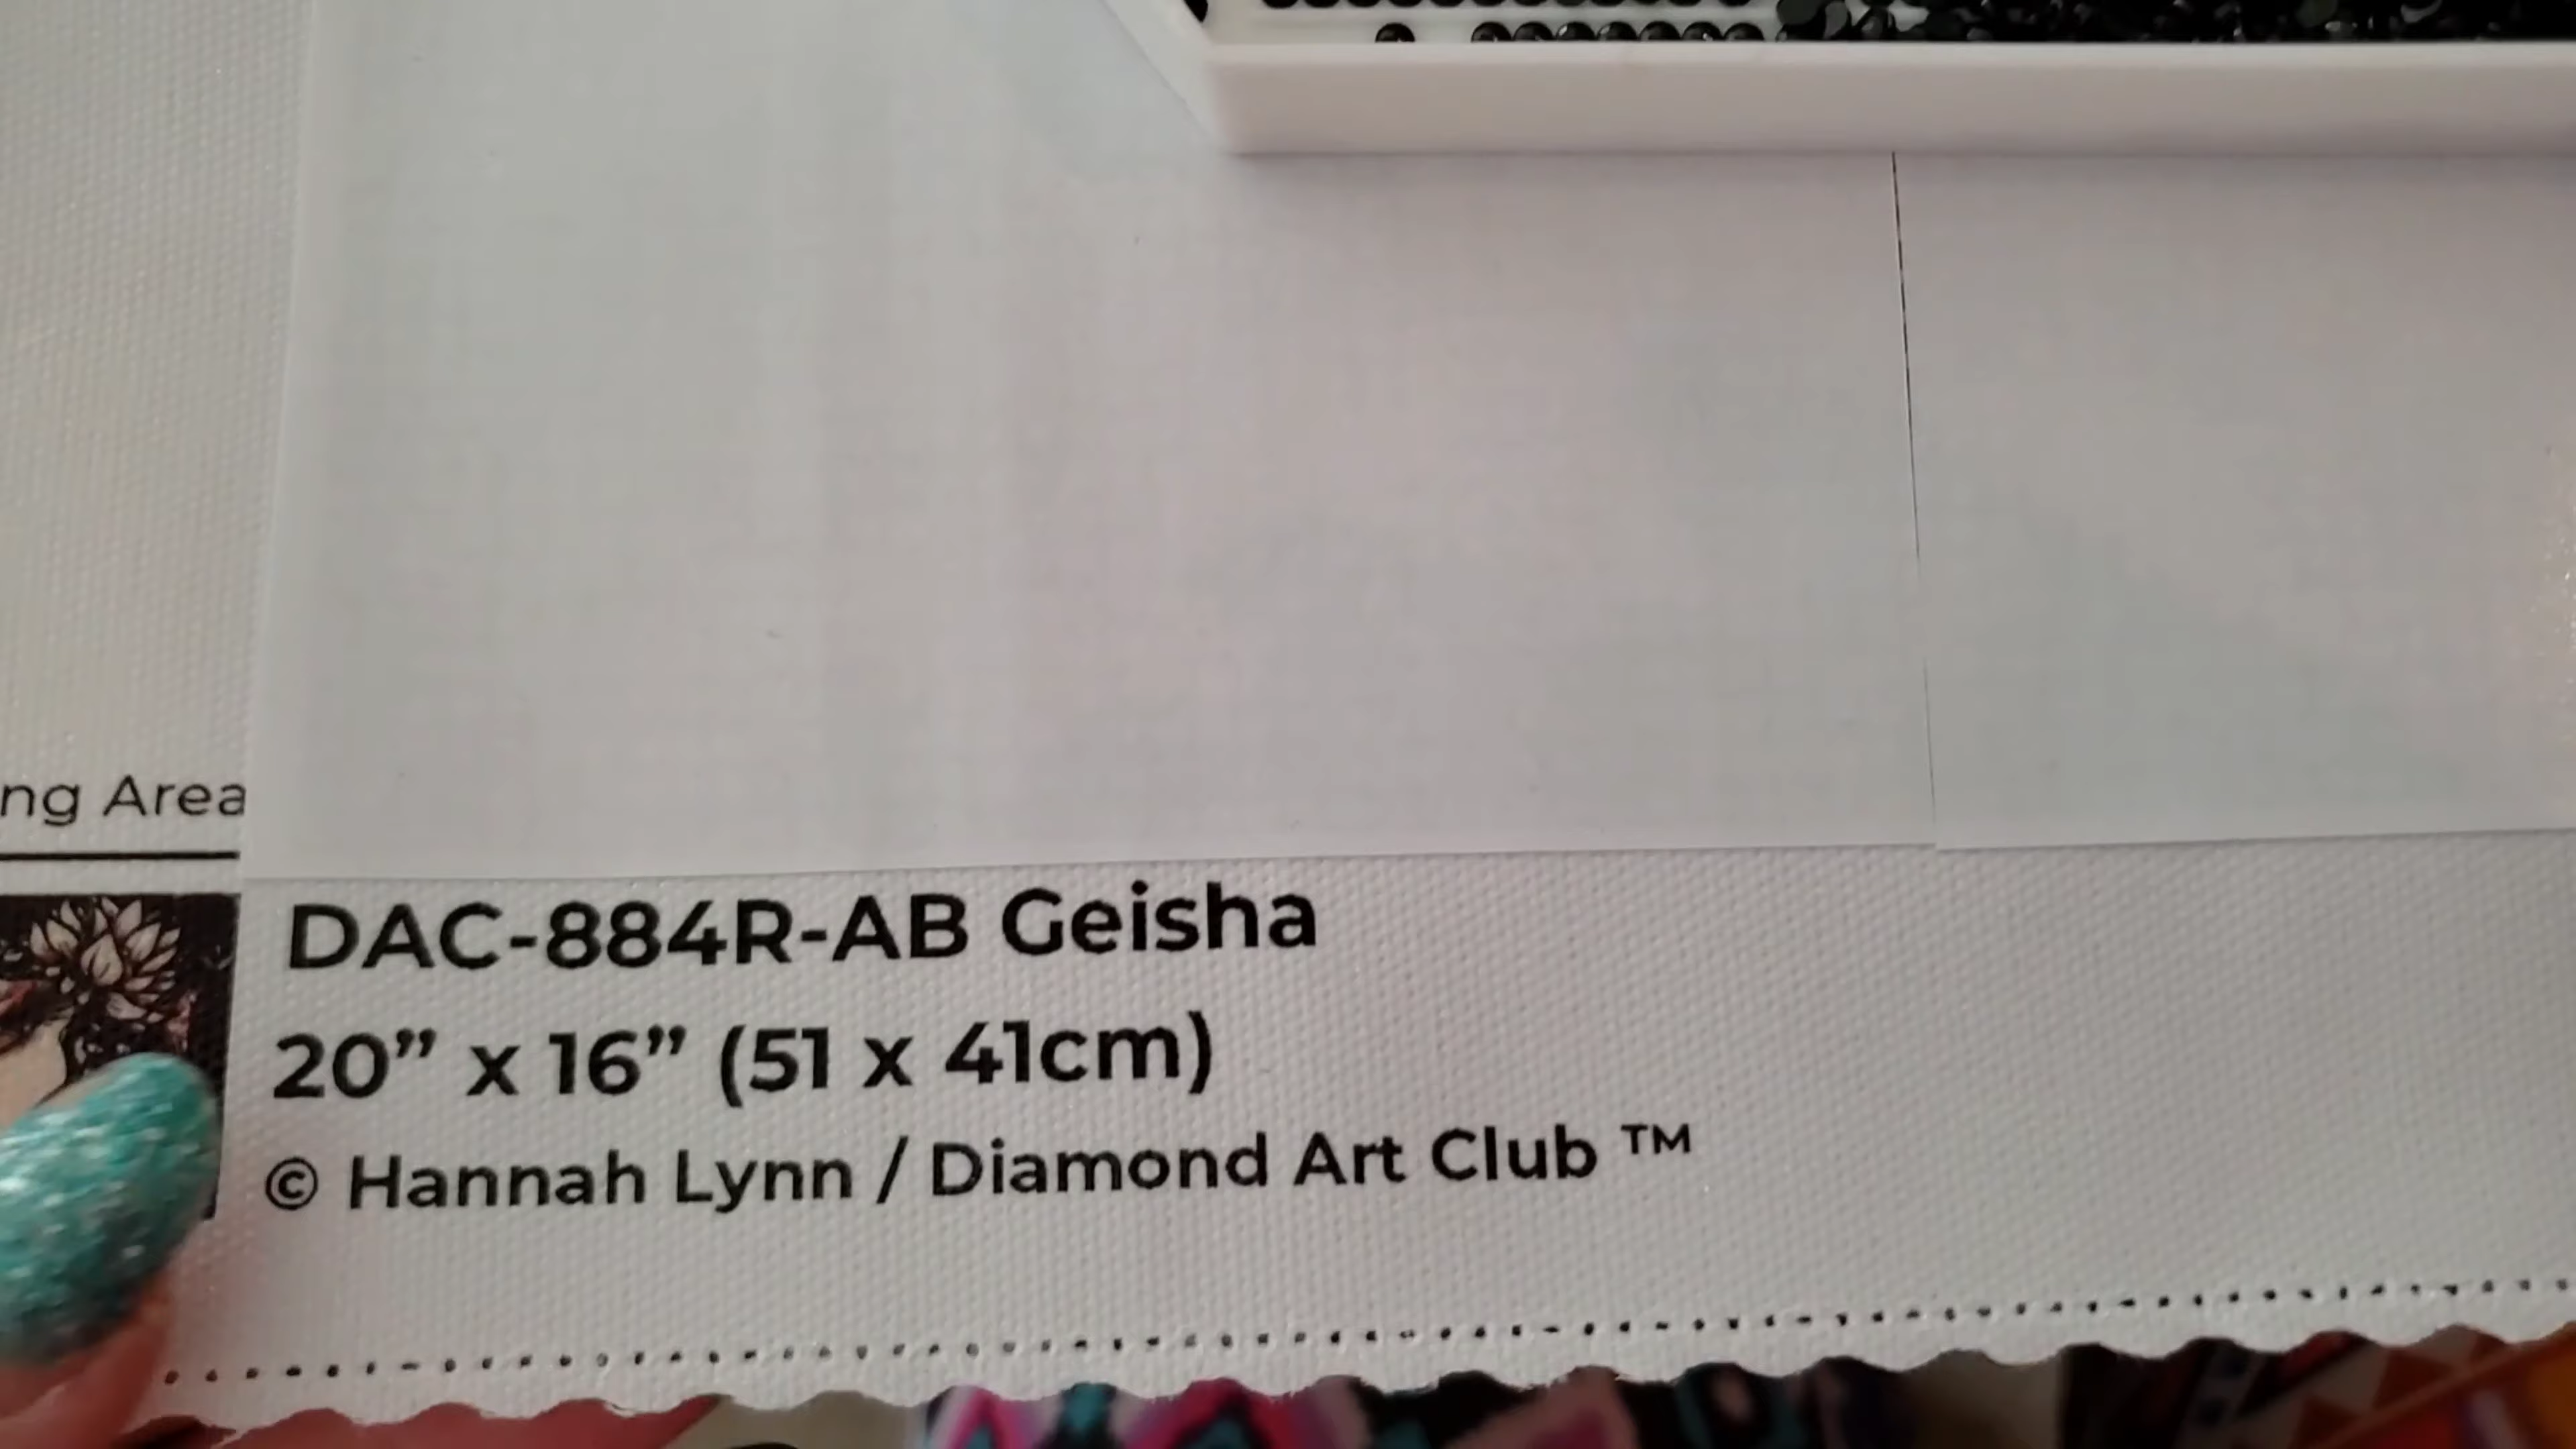 ng Area
DAC-884R-AB Geisha
20” x 16” (51 x 41cm)
© Hannah Lynn / Diamond Art Club ™